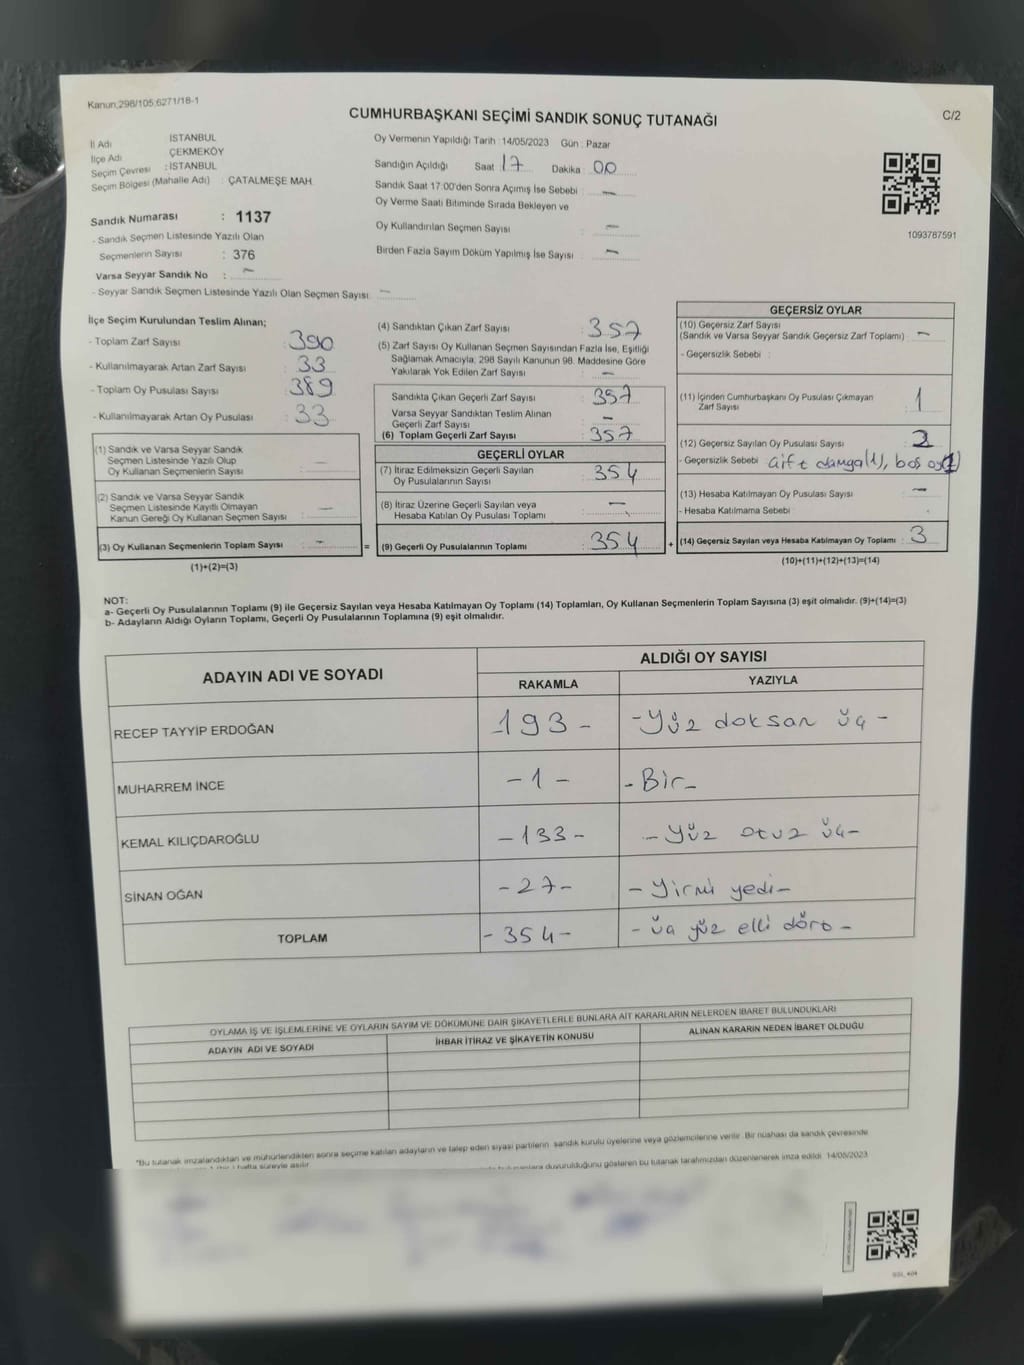 Kanun;298/105;6271/18-1
C/2
CUMHURBAŞKANI SEÇİMİ SANDIK SONUÇ TUTANAĞI
İl Adı İSTANBUL
İlçe Adı ÇEKMEKÖY
Seçim Çevresi : İSTANBUL
Seçim Bölgesi (Mahalle Adı) : ÇATALMEŞE MAH.
Oy Vermenin Yapıldığı Tarih : 14/05/2023 Gün : Pazar
Sandığın Açıldığı Saat 17 Dakika 00
Sandık Saat 17:00'den Sonra Açımış İse Sebebi : -
Oy Verme Saati Bitiminde Sırada Bekleyen ve
Oy Kullandırılan Seçmen Sayısı : -
Birden Fazla Sayım Döküm Yapılmış İse Sayısı : -
1093787591
Sandık Numarası : 1137
- Sandık Seçmen Listesinde Yazılı Olan
Seçmenlerin Sayısı : 376
Varsa Seyyar Sandık No : -
- Seyyar Sandık Seçmen Listesinde Yazılı Olan Seçmen Sayısı: -
İlçe Seçim Kurulundan Teslim Alınan;
- Toplam Zarf Sayısı : 390
- Kullanılmayarak Artan Zarf Sayısı : 33
- Toplam Oy Pusulası Sayısı : 389
- Kullanılmayarak Artan Oy Pusulası : 33
(1) Sandık ve Varsa Seyyar Sandık
Seçmen Listesinde Yazılı Olup
Oy Kullanan Seçmenlerin Sayısı : -
(2) Sandık ve Varsa Seyyar Sandık
Seçmen Listesinde Kayıtlı Olmayan
Kanun Gereği Oy Kullanan Seçmen Sayısı : -
(3) Oy Kullanan Seçmenlerin Toplam Sayısı : -
(1)+(2)=(3)
=
(4) Sandıktan Çıkan Zarf Sayısı : 357
(5) Zarf Sayısı Oy Kullanan Seçmen Sayısından Fazla İse, Eşitliği
Sağlamak Amacıyla, 298 Sayılı Kanunun 98. Maddesine Göre
Yakılarak Yok Edilen Zarf Sayısı : -
Sandıkta Çıkan Geçerli Zarf Sayısı : 357
Varsa Seyyar Sandıktan Teslim Alınan
Geçerli Zarf Sayısı : -
(6) Toplam Geçerli Zarf Sayısı : 357
GEÇERLİ OYLAR
(7) İtiraz Edilmeksizin Geçerli Sayılan
Oy Pusulalarının Sayısı : 354
(8) İtiraz Üzerine Geçerli Sayılan veya
Hesaba Katılan Oy Pusulası Toplamı : -
(9) Geçerli Oy Pusulalarının Toplamı : 354
+
GEÇERSİZ OYLAR
(10) Geçersiz Zarf Sayısı
(Sandık ve Varsa Seyyar Sandık Geçersiz Zarf Toplamı) : -
- Geçersizlik Sebebi :
(11) İçinden Cumhurbaşkanı Oy Pusulası Çıkmayan
Zarf Sayısı : 1
(12) Geçersiz Sayılan Oy Pusulası Sayısı : 2
- Geçersizlik Sebebi : çift damga(1), boş oy(1)
(13) Hesaba Katılmayan Oy Pusulası Sayısı : -
- Hesaba Katılmama Sebebi :
(14) Geçersiz Sayılan veya Hesaba Katılmayan Oy Toplamı : 3
(10)+(11)+(12)+(13)=(14)
NOT:
a- Geçerli Oy Pusulalarının Toplamı (9) ile Geçersiz Sayılan veya Hesaba Katılmayan Oy Toplamı (14) Toplamları, Oy Kullanan Seçmenlerin Toplam Sayısına (3) eşit olmalıdır. (9)+(14)=(3)
b- Adayların Aldığı Oyların Toplamı, Geçerli Oy Pusulalarının Toplamına (9) eşit olmalıdır.
ADAYIN ADI VE SOYADI
ALDIĞI OY SAYISI
RAKAMLA YAZIYLA
RECEP TAYYİP ERDOĞAN -193- -Yüz doksan üç-
MUHARREM İNCE -1- -Bir-
KEMAL KILIÇDAROĞLU -133- -Yüz otuz üç-
SİNAN OĞAN -27- -Yirmi yedi-
TOPLAM -354- -üç yüz elli dört-
OYLAMA İŞ VE İŞLEMLERİNE VE OYLARIN SAYIM VE DÖKÜMÜNE DAİR ŞİKAYETLERLE BUNLARA AİT KARARLARIN NELERDEN İBARET BULUNDUKLARI
ADAYIN ADI VE SOYADI İHBAR İTİRAZ VE ŞİKAYETİN KONUSU ALINAN KARARIN NEDEN İBARET OLDUĞU
*Bu tutanak imzalandıktan ve mühürlendikten sonra seçime katılan adayların ve talep eden siyasi partilerin sandık kurulu üyelerine veya gözlemcilerine verilir. Bir nüshası da sandık çevresinde
duyurulduğunu gösteren bu tutanak tarafımızdan düzenlenerek imza edildi. 14/05/2023